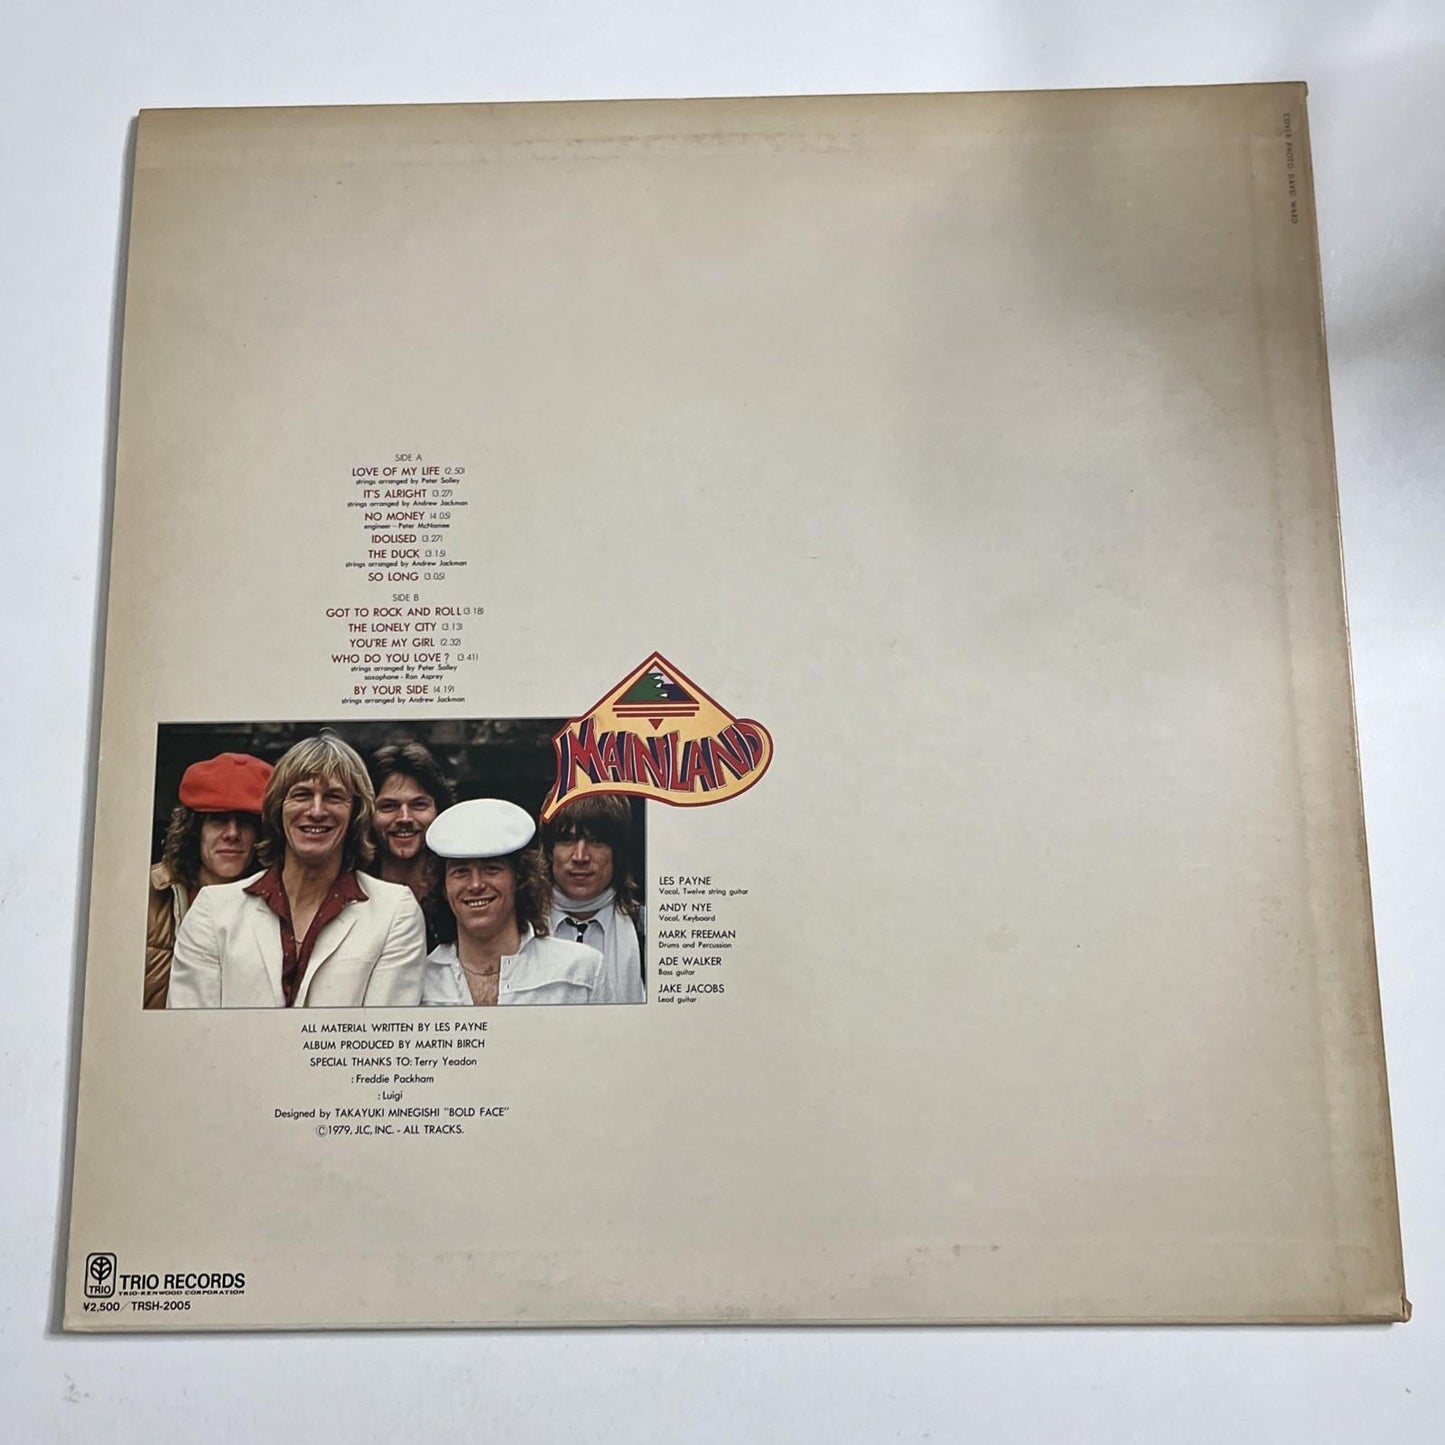 COVER PHOTO DAVID WARD
SIDE A
LOVE OF MY LIFE (2.50)
strings arranged by Peter Solley
IT'S ALRIGHT (3.27)
strings arranged by Andrew Jackman
NO MONEY (4.05)
engineer - Peter McNamee
IDOLISED (3.27)
THE DUCK (3.15)
strings arranged by Andrew Jackman
SO LONG (3.05)
SIDE B
GOT TO ROCK AND ROLL (3.18)
THE LONELY CITY (3.13)
YOU'RE MY GIRL (2.32)
WHO DO YOU LOVE? (3.41)
strings arranged by Peter Solley
saxophone - Ron Asprey
BY YOUR SIDE (4.19)
strings arranged by Andrew Jackman
MAINLAND
LES PAYNE
Vocal, Twelve string guitar
ANDY NYE
Vocal, Keyboard
MARK FREEMAN
Drums and Percussion
ADE WALKER
Bass guitar
JAKE JACOBS
Lead guitar
ALL MATERIAL WRITTEN BY LES PAYNE
ALBUM PRODUCED BY MARTIN BIRCH
SPECIAL THANKS TO: Terry Yeadon
: Freddie Packham
: Luigi
Designed by TAKAYUKI MINEGISHI "BOLD FACE"
©1979, JLC, INC. - ALL TRACKS.
TRIO TRIO RECORDS
TRIO-KENWOOD CORPORATION
¥2,500/TRSH-2005